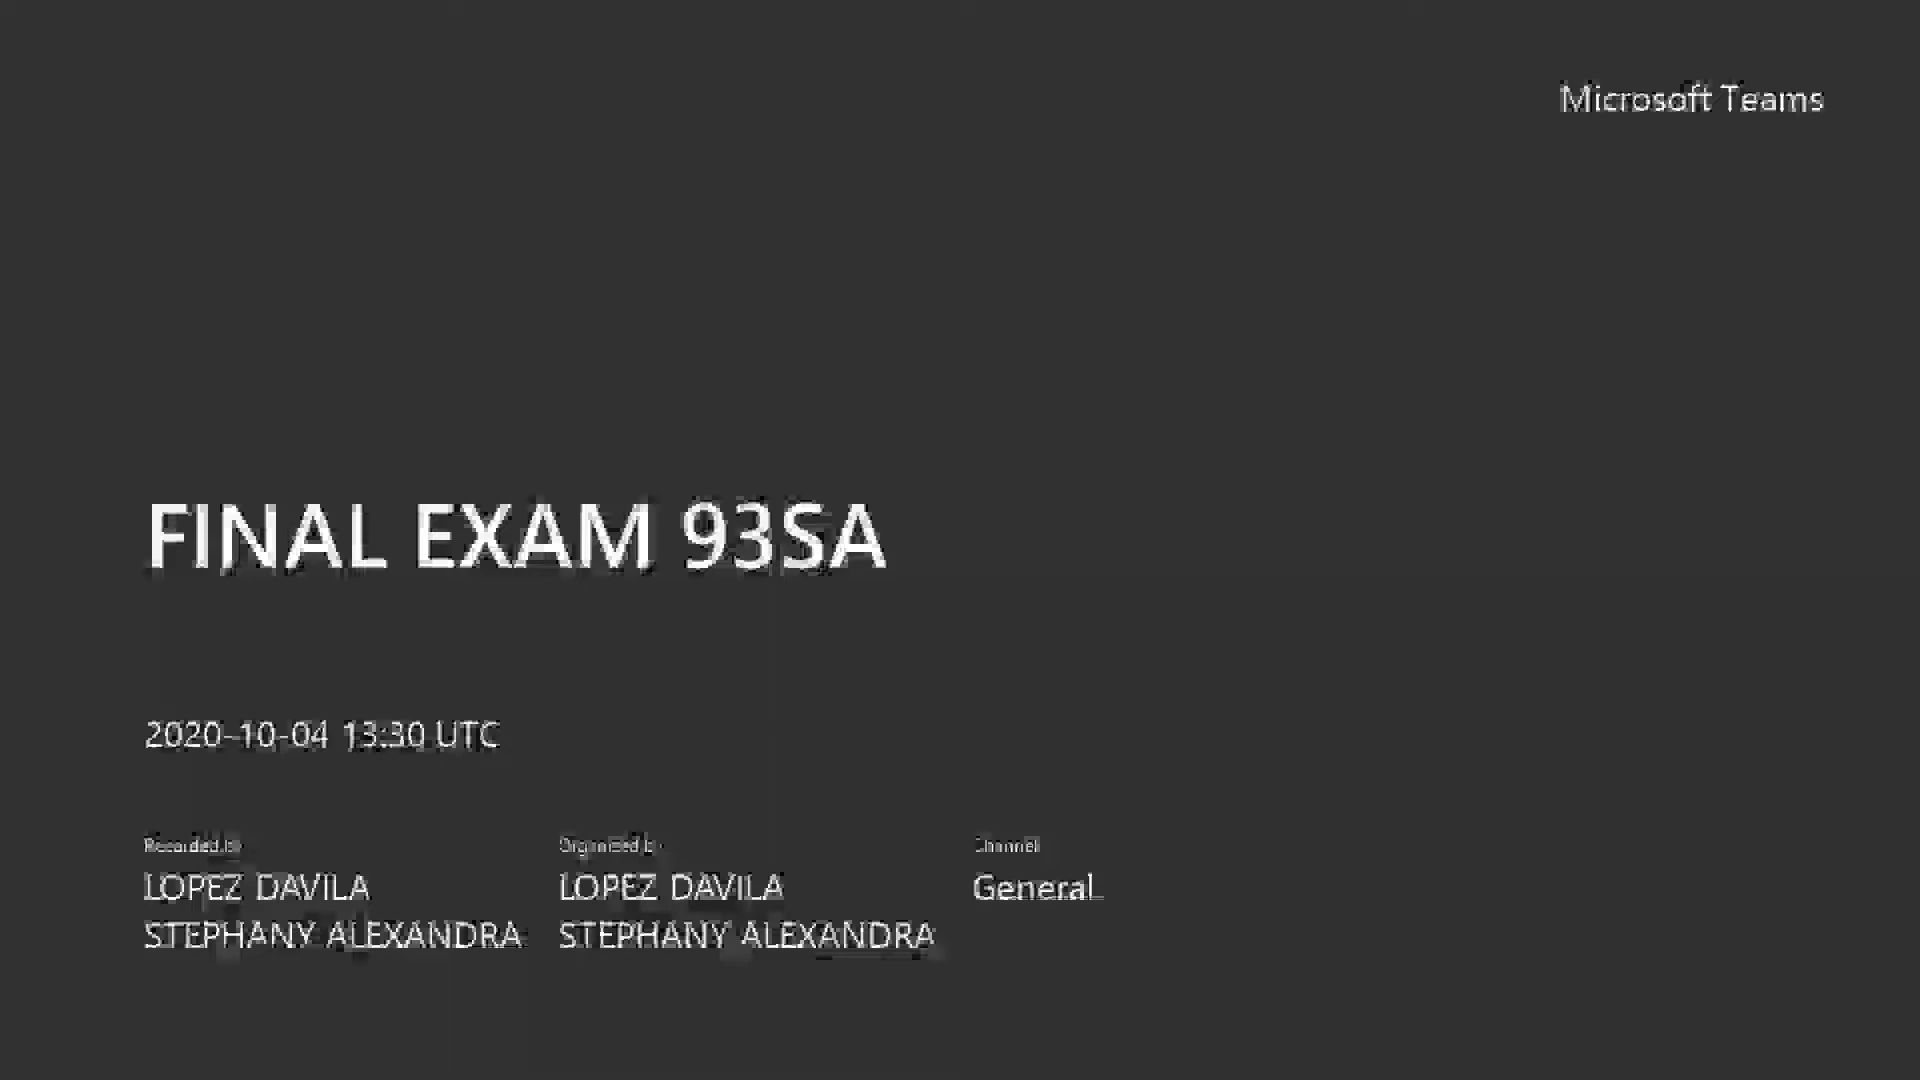 Microsoft Teams
FINAL EXAM 93SA
2020-10-04 13:30 UTC
Recorded by
LOPEZ DAVILA
STEPHANY ALEXANDRA
Organized by
LOPEZ DAVILA
STEPHANY ALEXANDRA
Channel
General